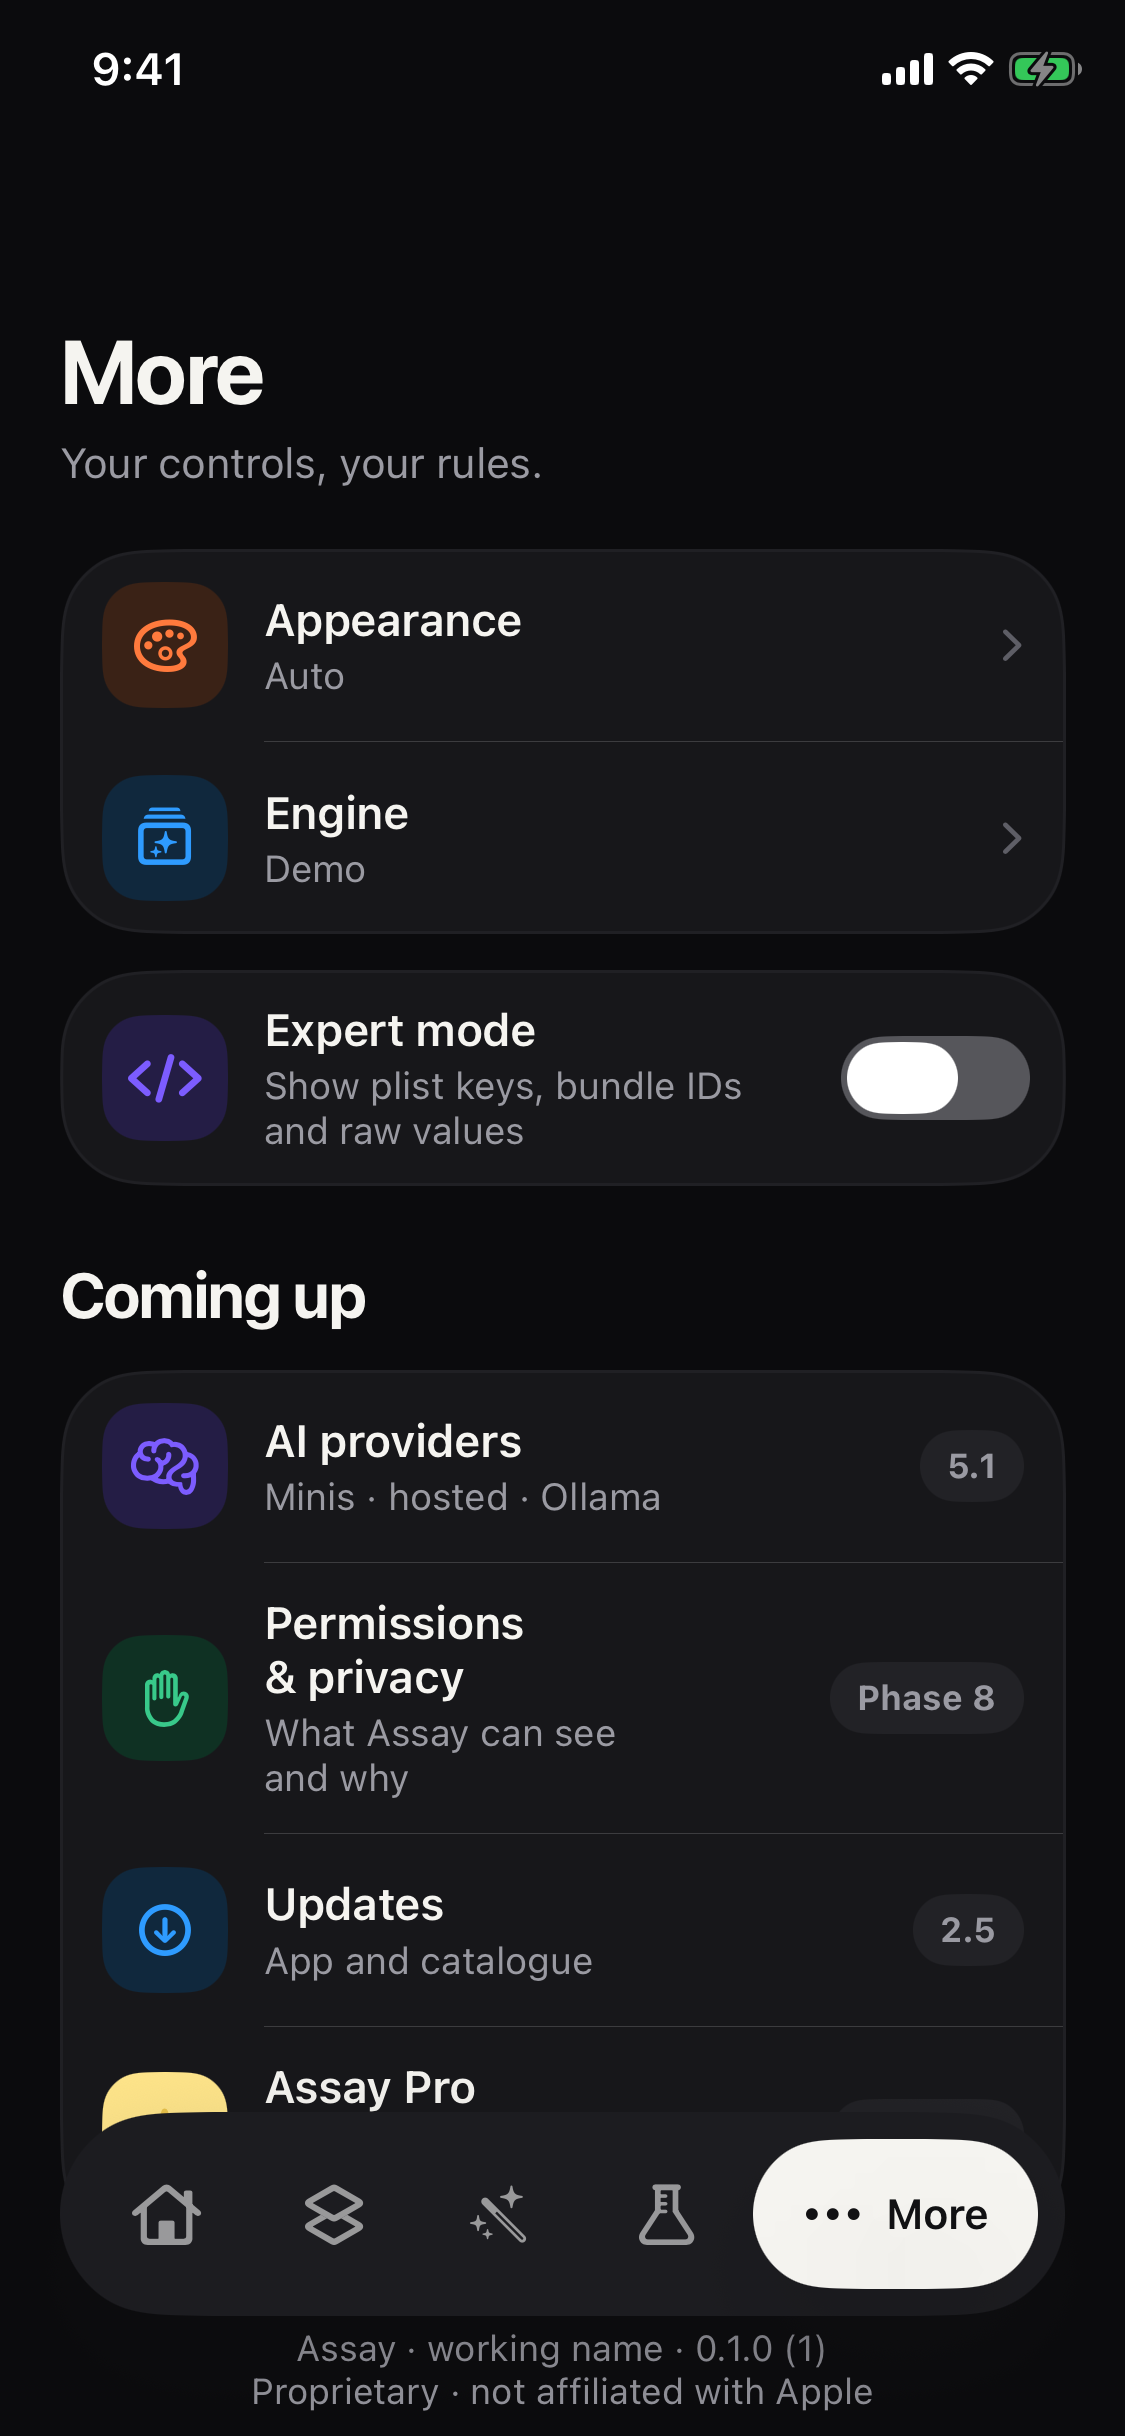 9:41
More
Your controls, your rules.
Appearance
Auto
Engine
Demo
Expert mode
Show plist keys, bundle IDs
and raw values
Coming up
AI providers
Minis · hosted · Ollama
5.1
Permissions
& privacy
What Assay can see
and why
Phase 8
Updates
App and catalogue
2.5
Assay Pro
More
Assay · working name · 0.1.0 (1)
Proprietary · not affiliated with Apple